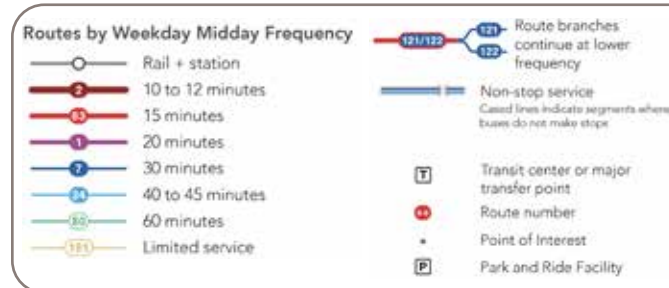 Routes by Weekday Midday Frequency
Rail + station
2 10 to 12 minutes
63 15 minutes
1 20 minutes
7 30 minutes
24 40 to 45 minutes
60 minutes
Limited service
121/122
121
122
Route branches
continue at lower
frequency
Non-stop service
Cased lines indicate segments where
buses do not make stops
T Transit center or major
transfer point
Route number
Point of Interest
P Park and Ride Facility